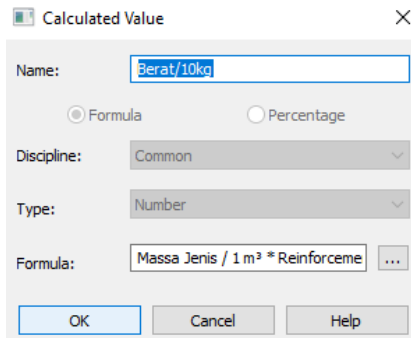 Calculated Value
Name: Berat/10kg
Formula Percentage
Discipline: Common
Type: Number
Formula: Massa Jenis / 1 m³ * Reinforceme ...
OK Cancel Help